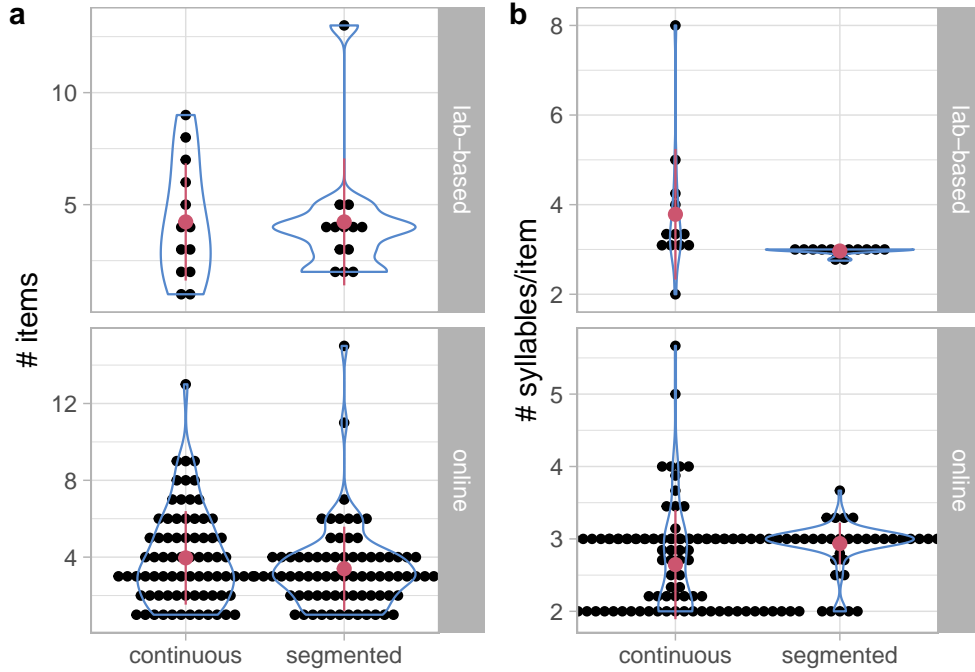 a
# items
10
5
lab−based
12
8
4
online
continuous segmented
b
# syllables/item
8
6
4
2
lab−based
5
4
3
2
online
continuous segmented